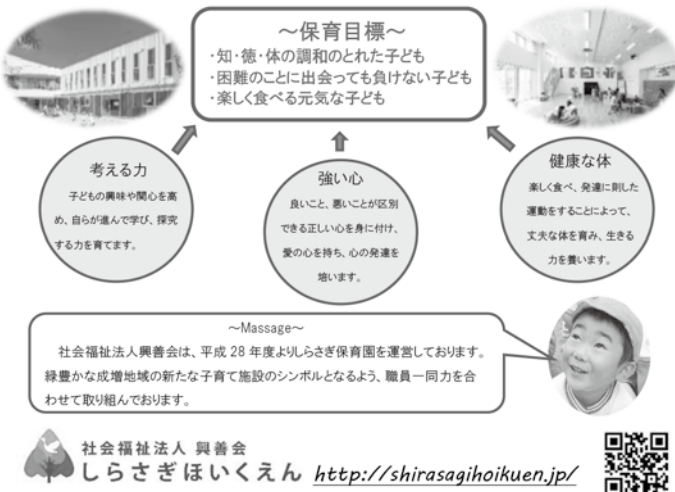 ～保育目標～
・知・徳・体の調和のとれた子ども
・困難のことに出会っても負けない子ども
・楽しく食べる元気な子ども
考える力
子どもの興味や関心を高
め、自らが進んで学び、探究
する力を育てます。
強い心
良いこと、悪いことが区別
できる正しい心を身に付け、
愛の心を持ち、心の発達を
培います。
健康な体
楽しく食べ、発達に則した
運動をすることによって、
丈夫な体を育み、生きる
力を養います。
～Massage～
社会福祉法人興善会は、平成 28 年度よりしらさぎ保育園を運営しております。
緑豊かな成増地域の新たな子育て施設のシンボルとなるよう、職員一同力を合
わせて取り組んでおります。
社会福祉法人 興善会
しらさぎほいくえん http://shirasagihoikuen.jp/